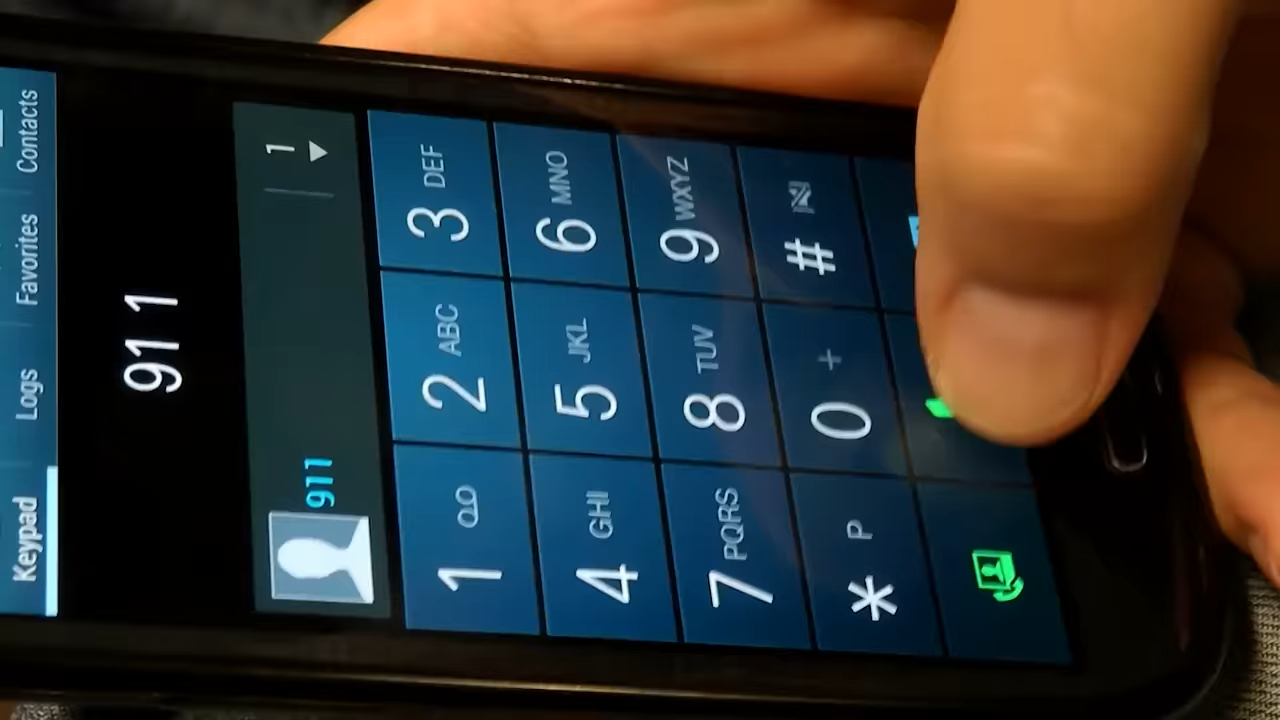 Keypad Logs Favorites Contacts
911
911 1
1 2 ABC 3 DEF
4 GHI 5 JKL 6 MNO
7 PQRS 8 TUV 9 WXYZ
* P 0 + #